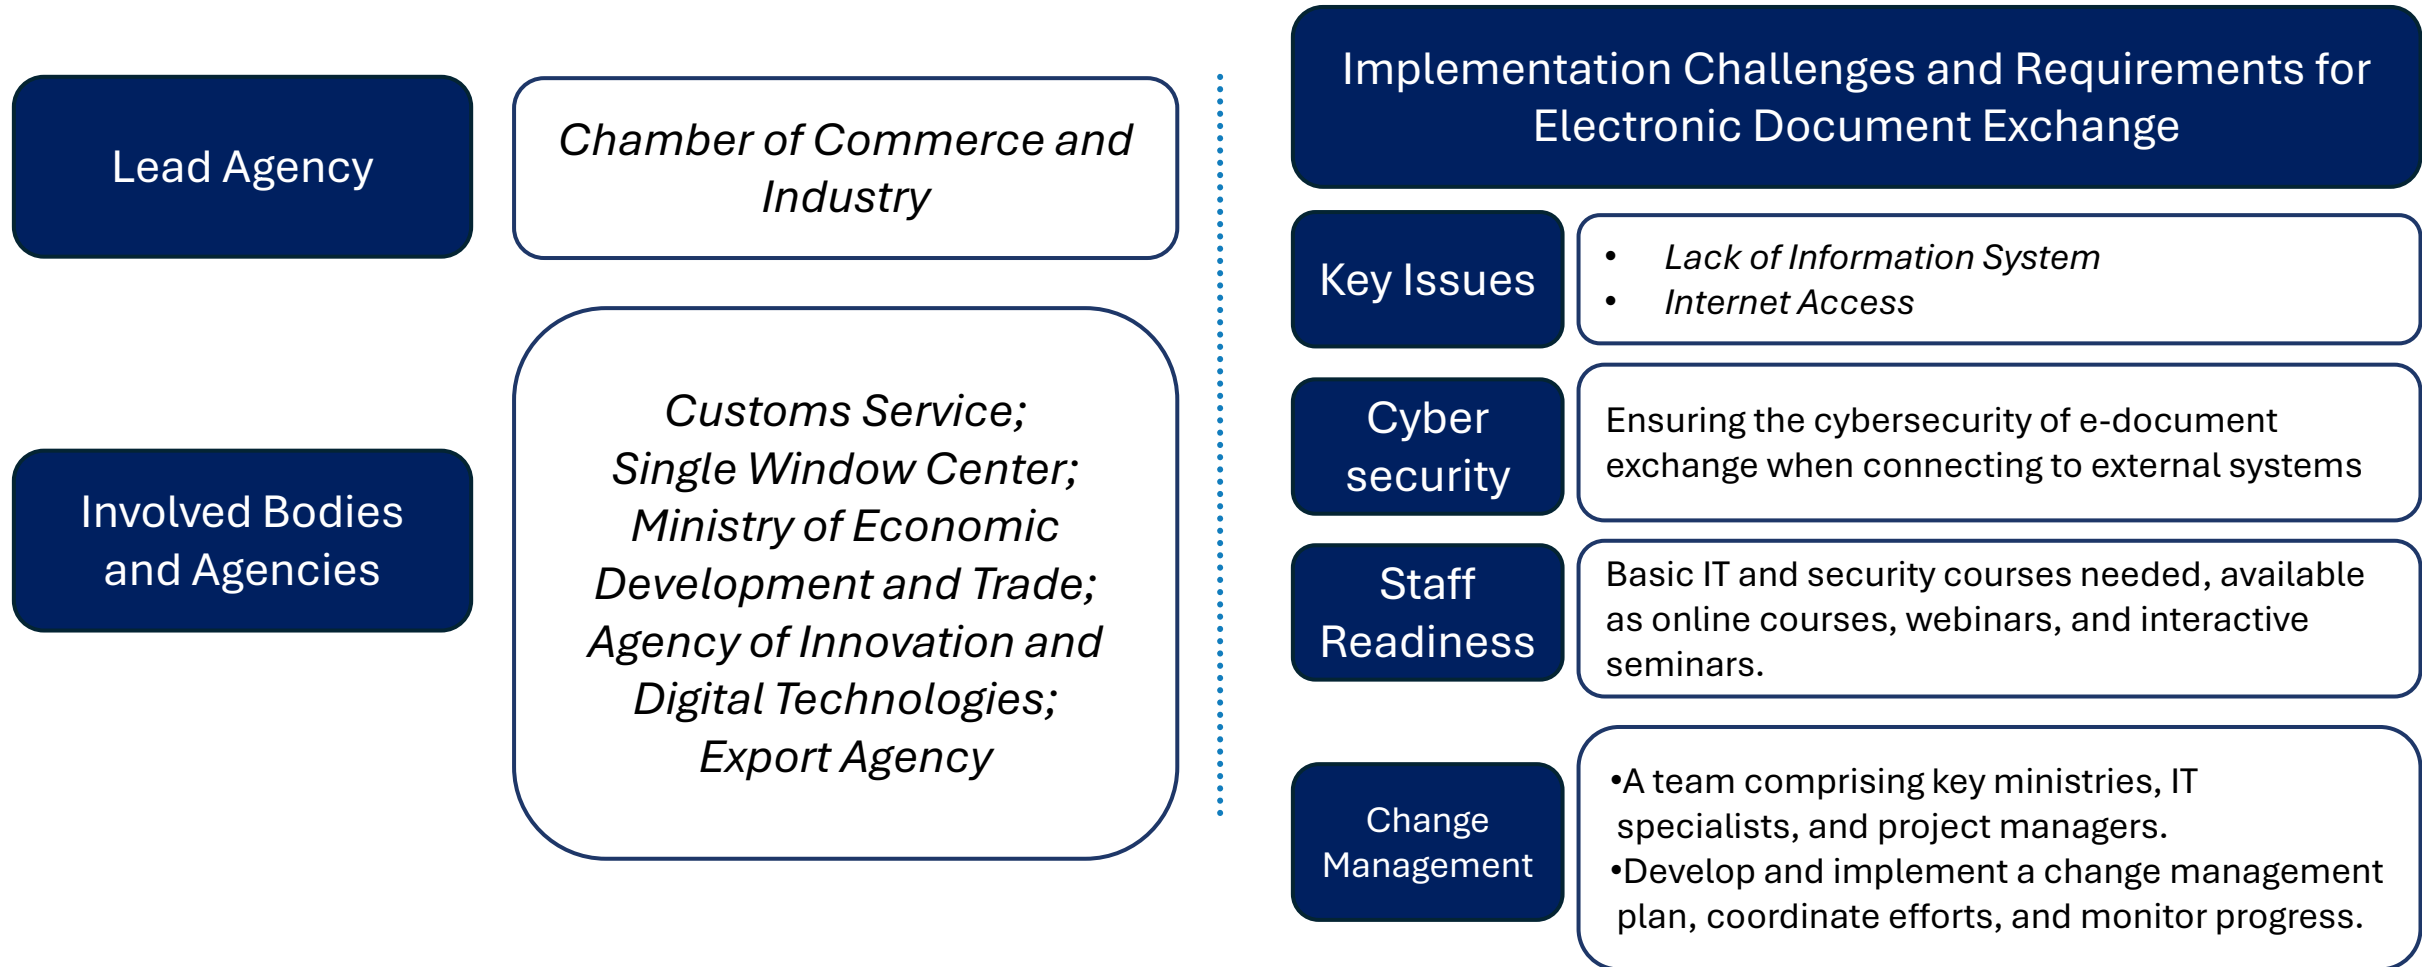 Lead Agency
Chamber of Commerce and
Industry
Involved Bodies
and Agencies
Customs Service;
Single Window Center;
Ministry of Economic
Development and Trade;
Agency of Innovation and
Digital Technologies;
Export Agency
Implementation Challenges and Requirements for
Electronic Document Exchange
Key Issues
• Lack of Information System
• Internet Access
Cyber
security
Ensuring the cybersecurity of e-document
exchange when connecting to external systems
Staff
Readiness
Basic IT and security courses needed, available
as online courses, webinars, and interactive
seminars.
Change
Management
•A team comprising key ministries, IT
specialists, and project managers.
•Develop and implement a change management
plan, coordinate efforts, and monitor progress.